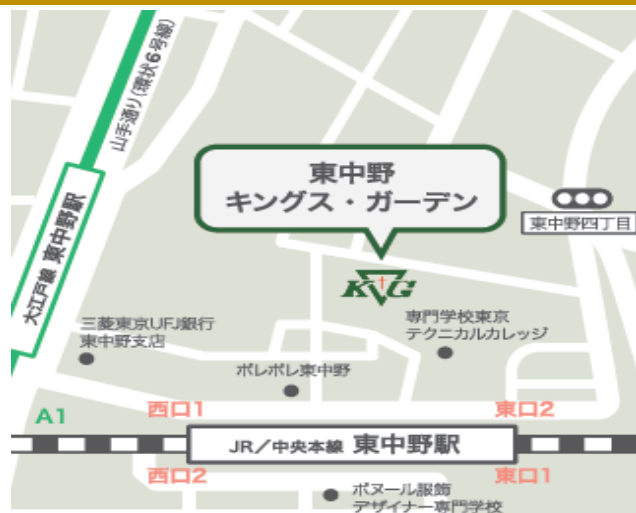 山手通り(環状6号線)
大江戸線 東中野駅
東中野
キングス・ガーデン
東中野四丁目
KG
三菱東京UFJ銀行
東中野支店
専門学校東京
テクニカルカレッジ
ポレポレ東中野
A1
西口1
東口2
JR/中央本線 東中野駅
西口2
東口1
ボヌール服飾
デザイナー専門学校